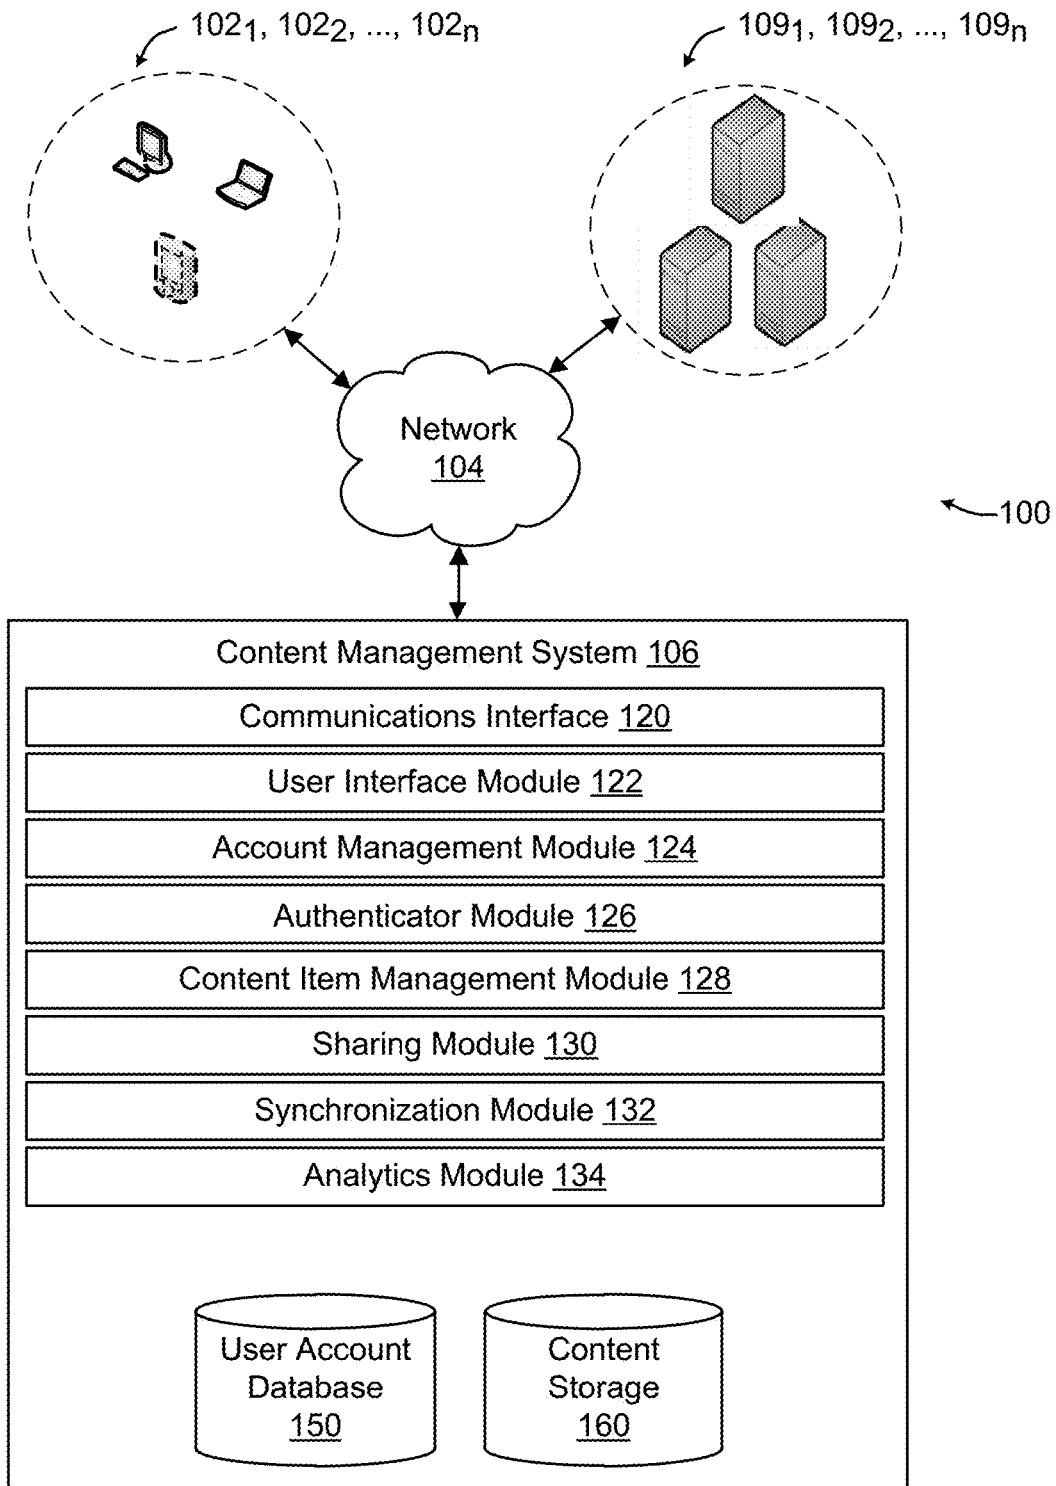 102₁, 102₂, ..., 102ₙ
109₁, 109₂, ..., 109ₙ
Network
104
100
Content Management System 106
Communications Interface 120
User Interface Module 122
Account Management Module 124
Authenticator Module 126
Content Item Management Module 128
Sharing Module 130
Synchronization Module 132
Analytics Module 134
User Account
Database
150
Content
Storage
160